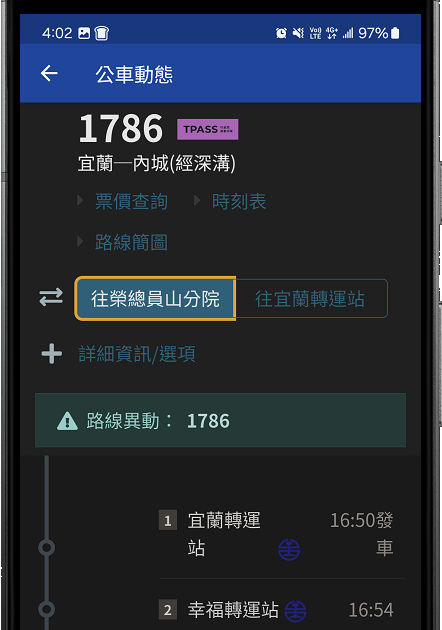 4:02
Vo)) LTE 4G+ 97%
公車動態
1786 TPASS
宜蘭─內城(經深溝)
票價查詢 時刻表
路線簡圖
往榮總員山分院 往宜蘭轉運站
詳細資訊/選項
路線異動： 1786
1 宜蘭轉運 16:50發
站 車
2 幸福轉運站 16:54